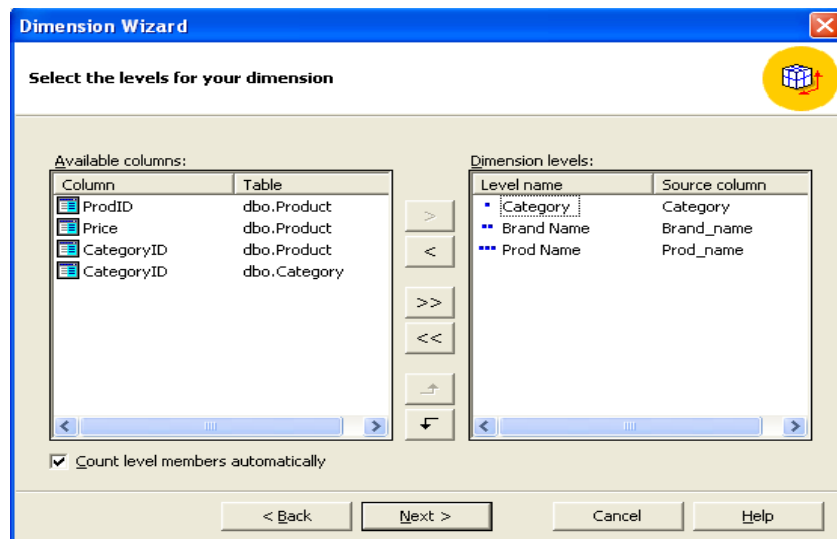 Dimension Wizard
Select the levels for your dimension
Available columns:
Column Table
ProdID dbo.Product
Price dbo.Product
CategoryID dbo.Product
CategoryID dbo.Category
>
<
>>
<<
Dimension levels:
Level name Source column
Category Category
Brand Name Brand_name
Prod Name Prod_name
Count level members automatically
< Back Next > Cancel Help